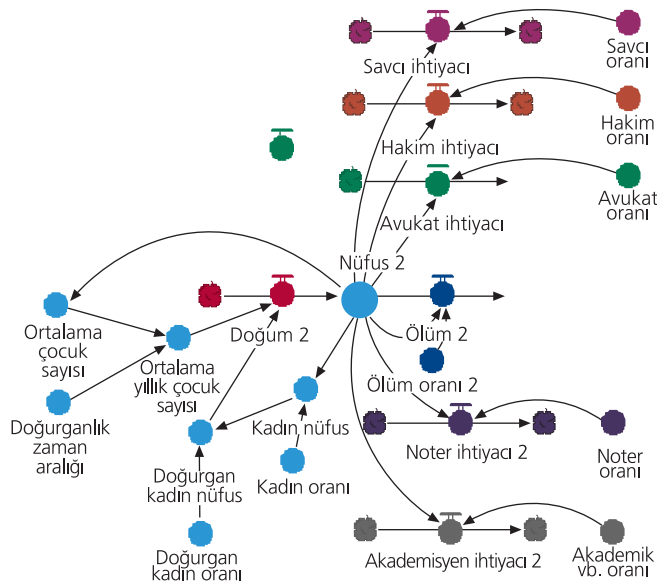 Savcı ihtiyacı
Savcı
oranı
Hakim ihtiyacı
Hakim
oranı
Avukat ihtiyacı
Avukat
oranı
Nüfus 2
Ortalama
çocuk
sayısı
Ortalama
yıllık çocuk
sayısı
Doğum 2
Ölüm 2
Ölüm oranı 2
Doğurganlık
zaman
aralığı
Kadın nüfus
Kadın oranı
Doğurgan
kadın nüfus
Doğurgan
kadın oranı
Noter ihtiyacı 2
Noter
oranı
Akademisyen ihtiyacı 2
Akademik
vb. oranı